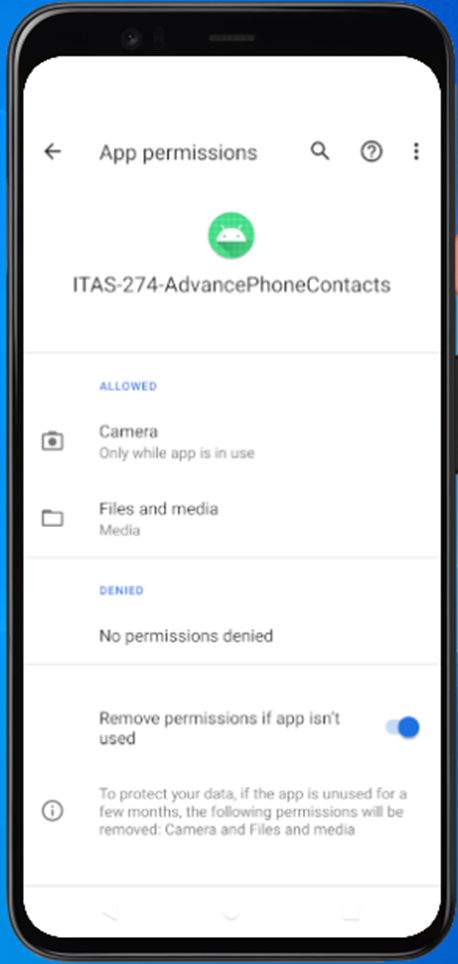 App permissions
ITAS-274-AdvancePhoneContacts
ALLOWED
Camera
Only while app is in use
Files and media
Media
DENIED
No permissions denied
Remove permissions if app isn't
used
To protect your data, if the app is unused for a
few months, the following permissions will be
removed: Camera and Files and media